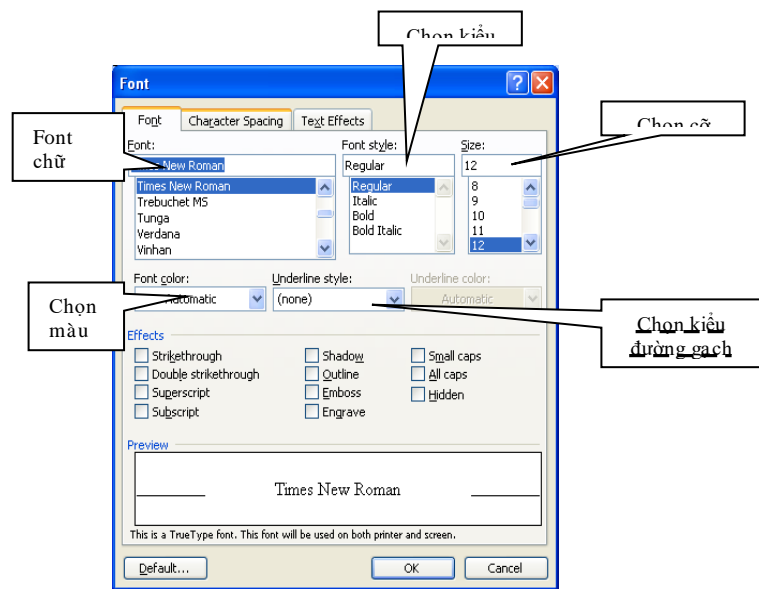 Chọn kiểu
Font
Font Character Spacing Text Effects
Chọn cỡ
Font
chữ
Font: Font style: Size:
Times New Roman Regular 12
Times New Roman Regular 8
Trebuchet MS Italic 9
Tunga Bold 10
Verdana Bold Italic 11
Vinhan 12
Font color: Underline style: Underline color:
Automatic (none) Automatic
Chọn
màu
Chọn kiểu
đường gạch
Effects
Strikethrough Shadow Small caps
Double strikethrough Outline All caps
Superscript Emboss Hidden
Subscript Engrave
Preview
Times New Roman
This is a TrueType font. This font will be used on both printer and screen.
Default... OK Cancel